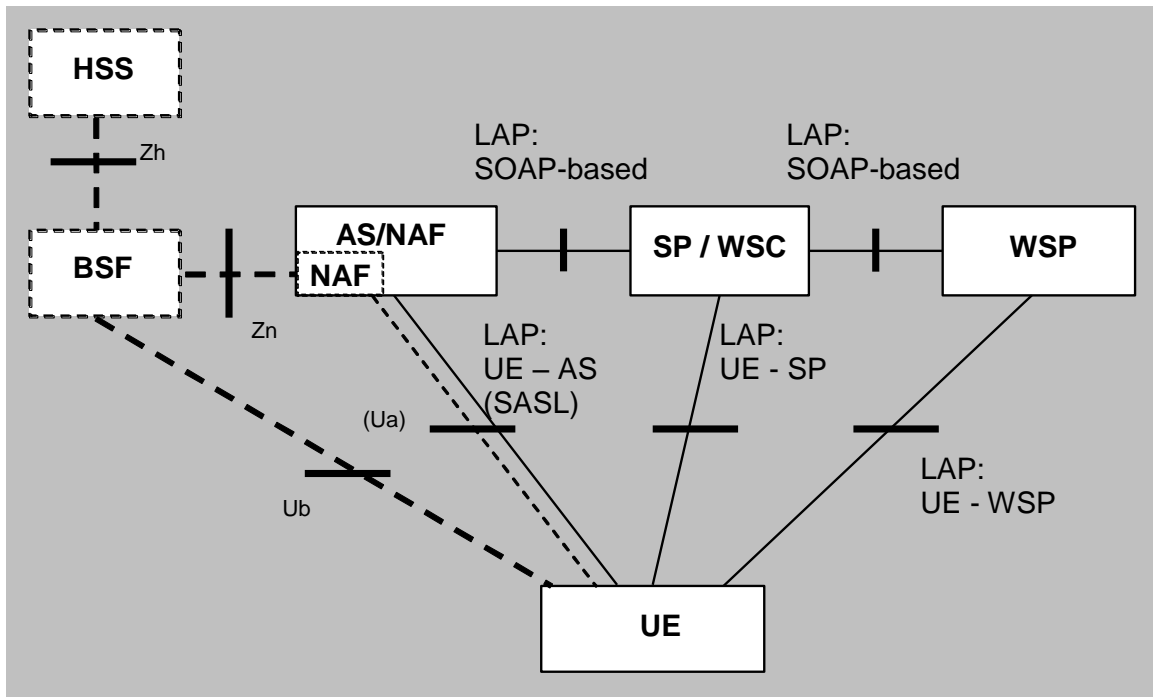 HSS
Zh
LAP:
SOAP-based
LAP:
SOAP-based
BSF
Zn
AS/NAF
NAF
SP / WSC
WSP
LAP:
UE – AS
(SASL)
LAP:
UE - SP
(Ua)
Ub
LAP:
UE - WSP
UE